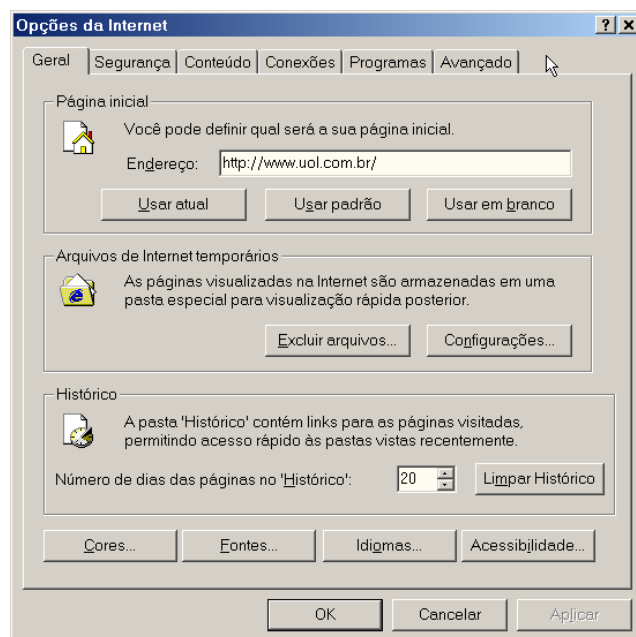 Opções da Internet
Geral Segurança Conteúdo Conexões Programas Avançado
Página inicial
Você pode definir qual será a sua página inicial.
Endereço: http://www.uol.com.br/
Usar atual Usar padrão Usar em branco
Arquivos de Internet temporários
As páginas visualizadas na Internet são armazenadas em uma
pasta especial para visualização rápida posterior.
Excluir arquivos... Configurações...
Histórico
A pasta 'Histórico' contém links para as páginas visitadas,
permitindo acesso rápido às pastas vistas recentemente.
Número de dias das páginas no 'Histórico': 20 Limpar Histórico
Cores... Fontes... Idiomas... Acessibilidade...
OK Cancelar Aplicar